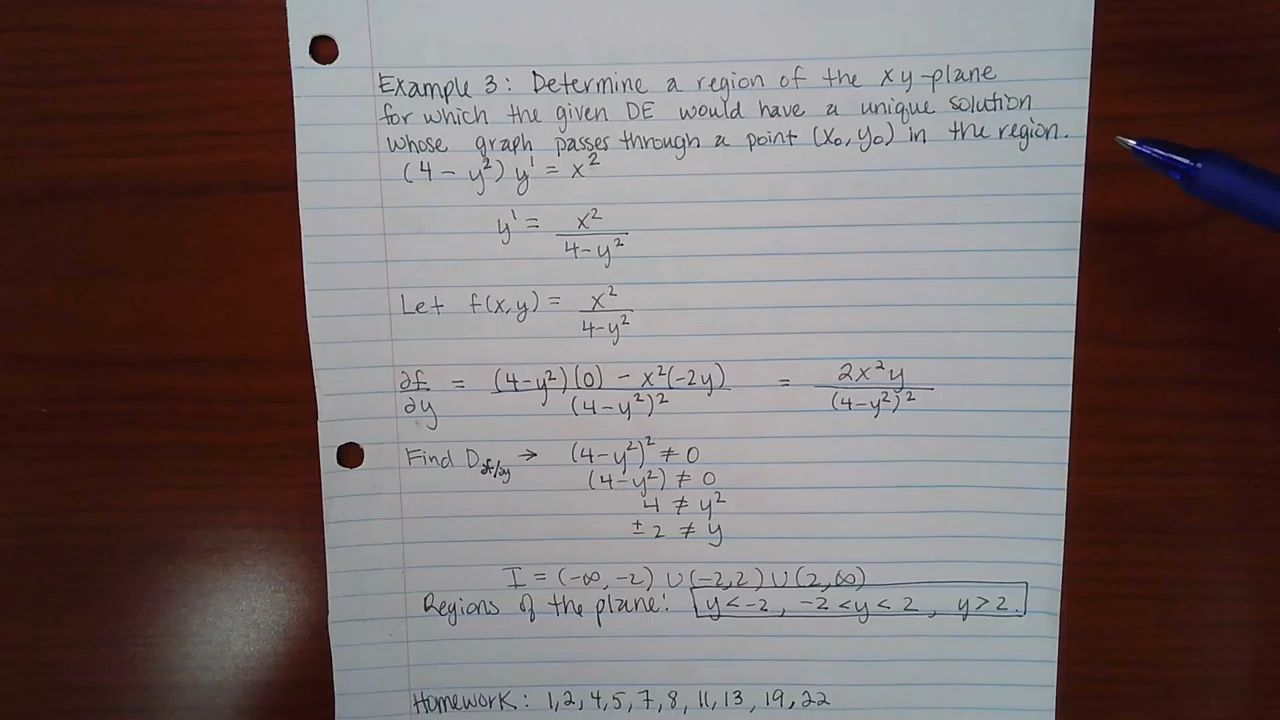 Example 3: Determine a region of the xy-plane
for which the given DE would have a unique solution
whose graph passes through a point (x₀, y₀) in the region.
(4 - y²) y' = x²
y' = x² / (4-y²)
Let f(x,y) = x² / (4-y²)
∂f/∂y = ((4-y²)(0) - x²(-2y)) / (4-y²)² = 2x²y / (4-y²)²
Find D_∂f/∂y → (4-y²)² ≠ 0
(4-y²) ≠ 0
4 ≠ y²
±2 ≠ y
I = (-∞, -2) ∪ (-2,2) ∪ (2,∞)
Regions of the plane: y<-2, -2<y<2, y>2.
Homework: 1,2,4,5,7,8,11,13,19,22